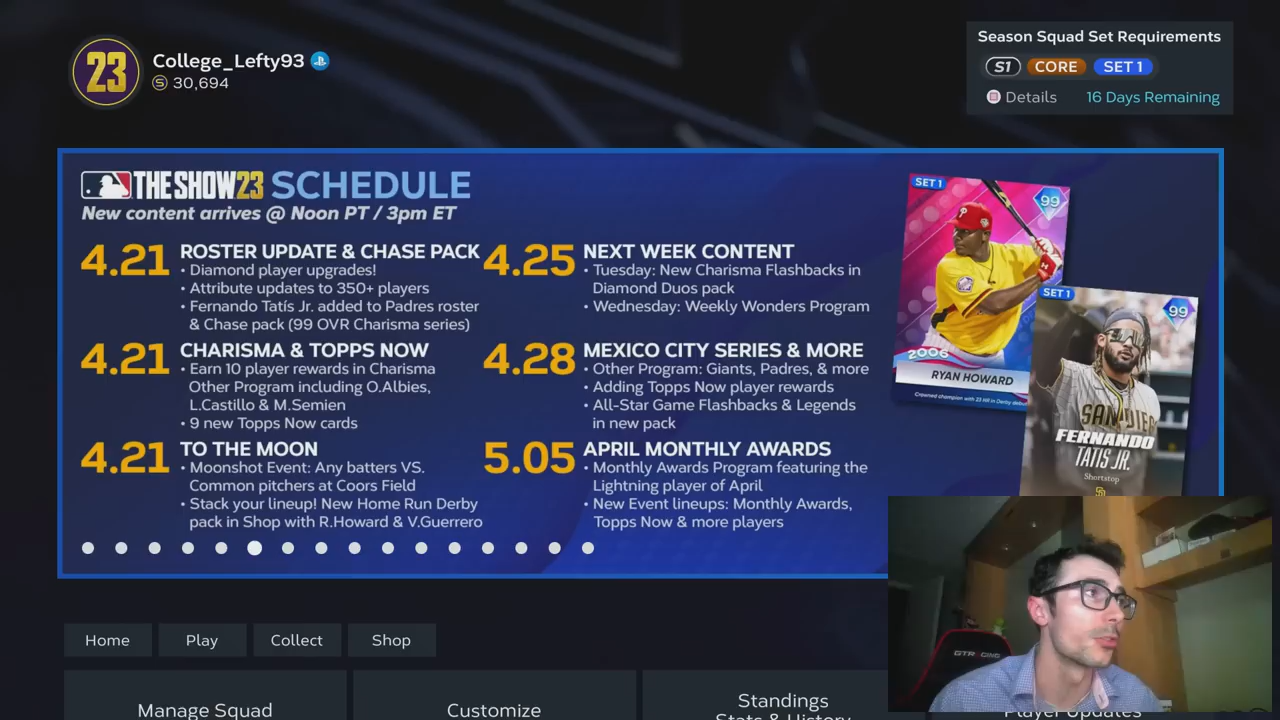 23
College_Lefty93
S 30,694
Season Squad Set Requirements
S1 CORE SET 1
Details 16 Days Remaining
THE SHOW 23 SCHEDULE
New content arrives @ Noon PT / 3pm ET
4.21 ROSTER UPDATE & CHASE PACK
• Diamond player upgrades!
• Attribute updates to 350+ players
• Fernando Tatís Jr. added to Padres roster
& Chase pack (99 OVR Charisma series)
4.21 CHARISMA & TOPPS NOW
• Earn 10 player rewards in Charisma
Other Program including O.Albies,
L.Castillo & M.Semien
• 9 new Topps Now cards
4.21 TO THE MOON
• Moonshot Event: Any batters VS.
Common pitchers at Coors Field
• Stack your lineup! New Home Run Derby
pack in Shop with R.Howard & V.Guerrero
4.25 NEXT WEEK CONTENT
• Tuesday: New Charisma Flashbacks in
Diamond Duos pack
• Wednesday: Weekly Wonders Program
4.28 MEXICO CITY SERIES & MORE
• Other Program: Giants, Padres, & more
• Adding Topps Now player rewards
• All-Star Game Flashbacks & Legends
in new pack
5.05 APRIL MONTHLY AWARDS
• Monthly Awards Program featuring the
Lightning player of April
• New Event lineups: Monthly Awards,
Topps Now & more players
SET 1
99
2006
RYAN HOWARD
SET 1
99
SAN DIEG
FERNANDO
TATIS JR.
Shortstop
Home Play Collect Shop
Manage Squad
Customize
Standings
Stats & History
Player Updates
GTRACING